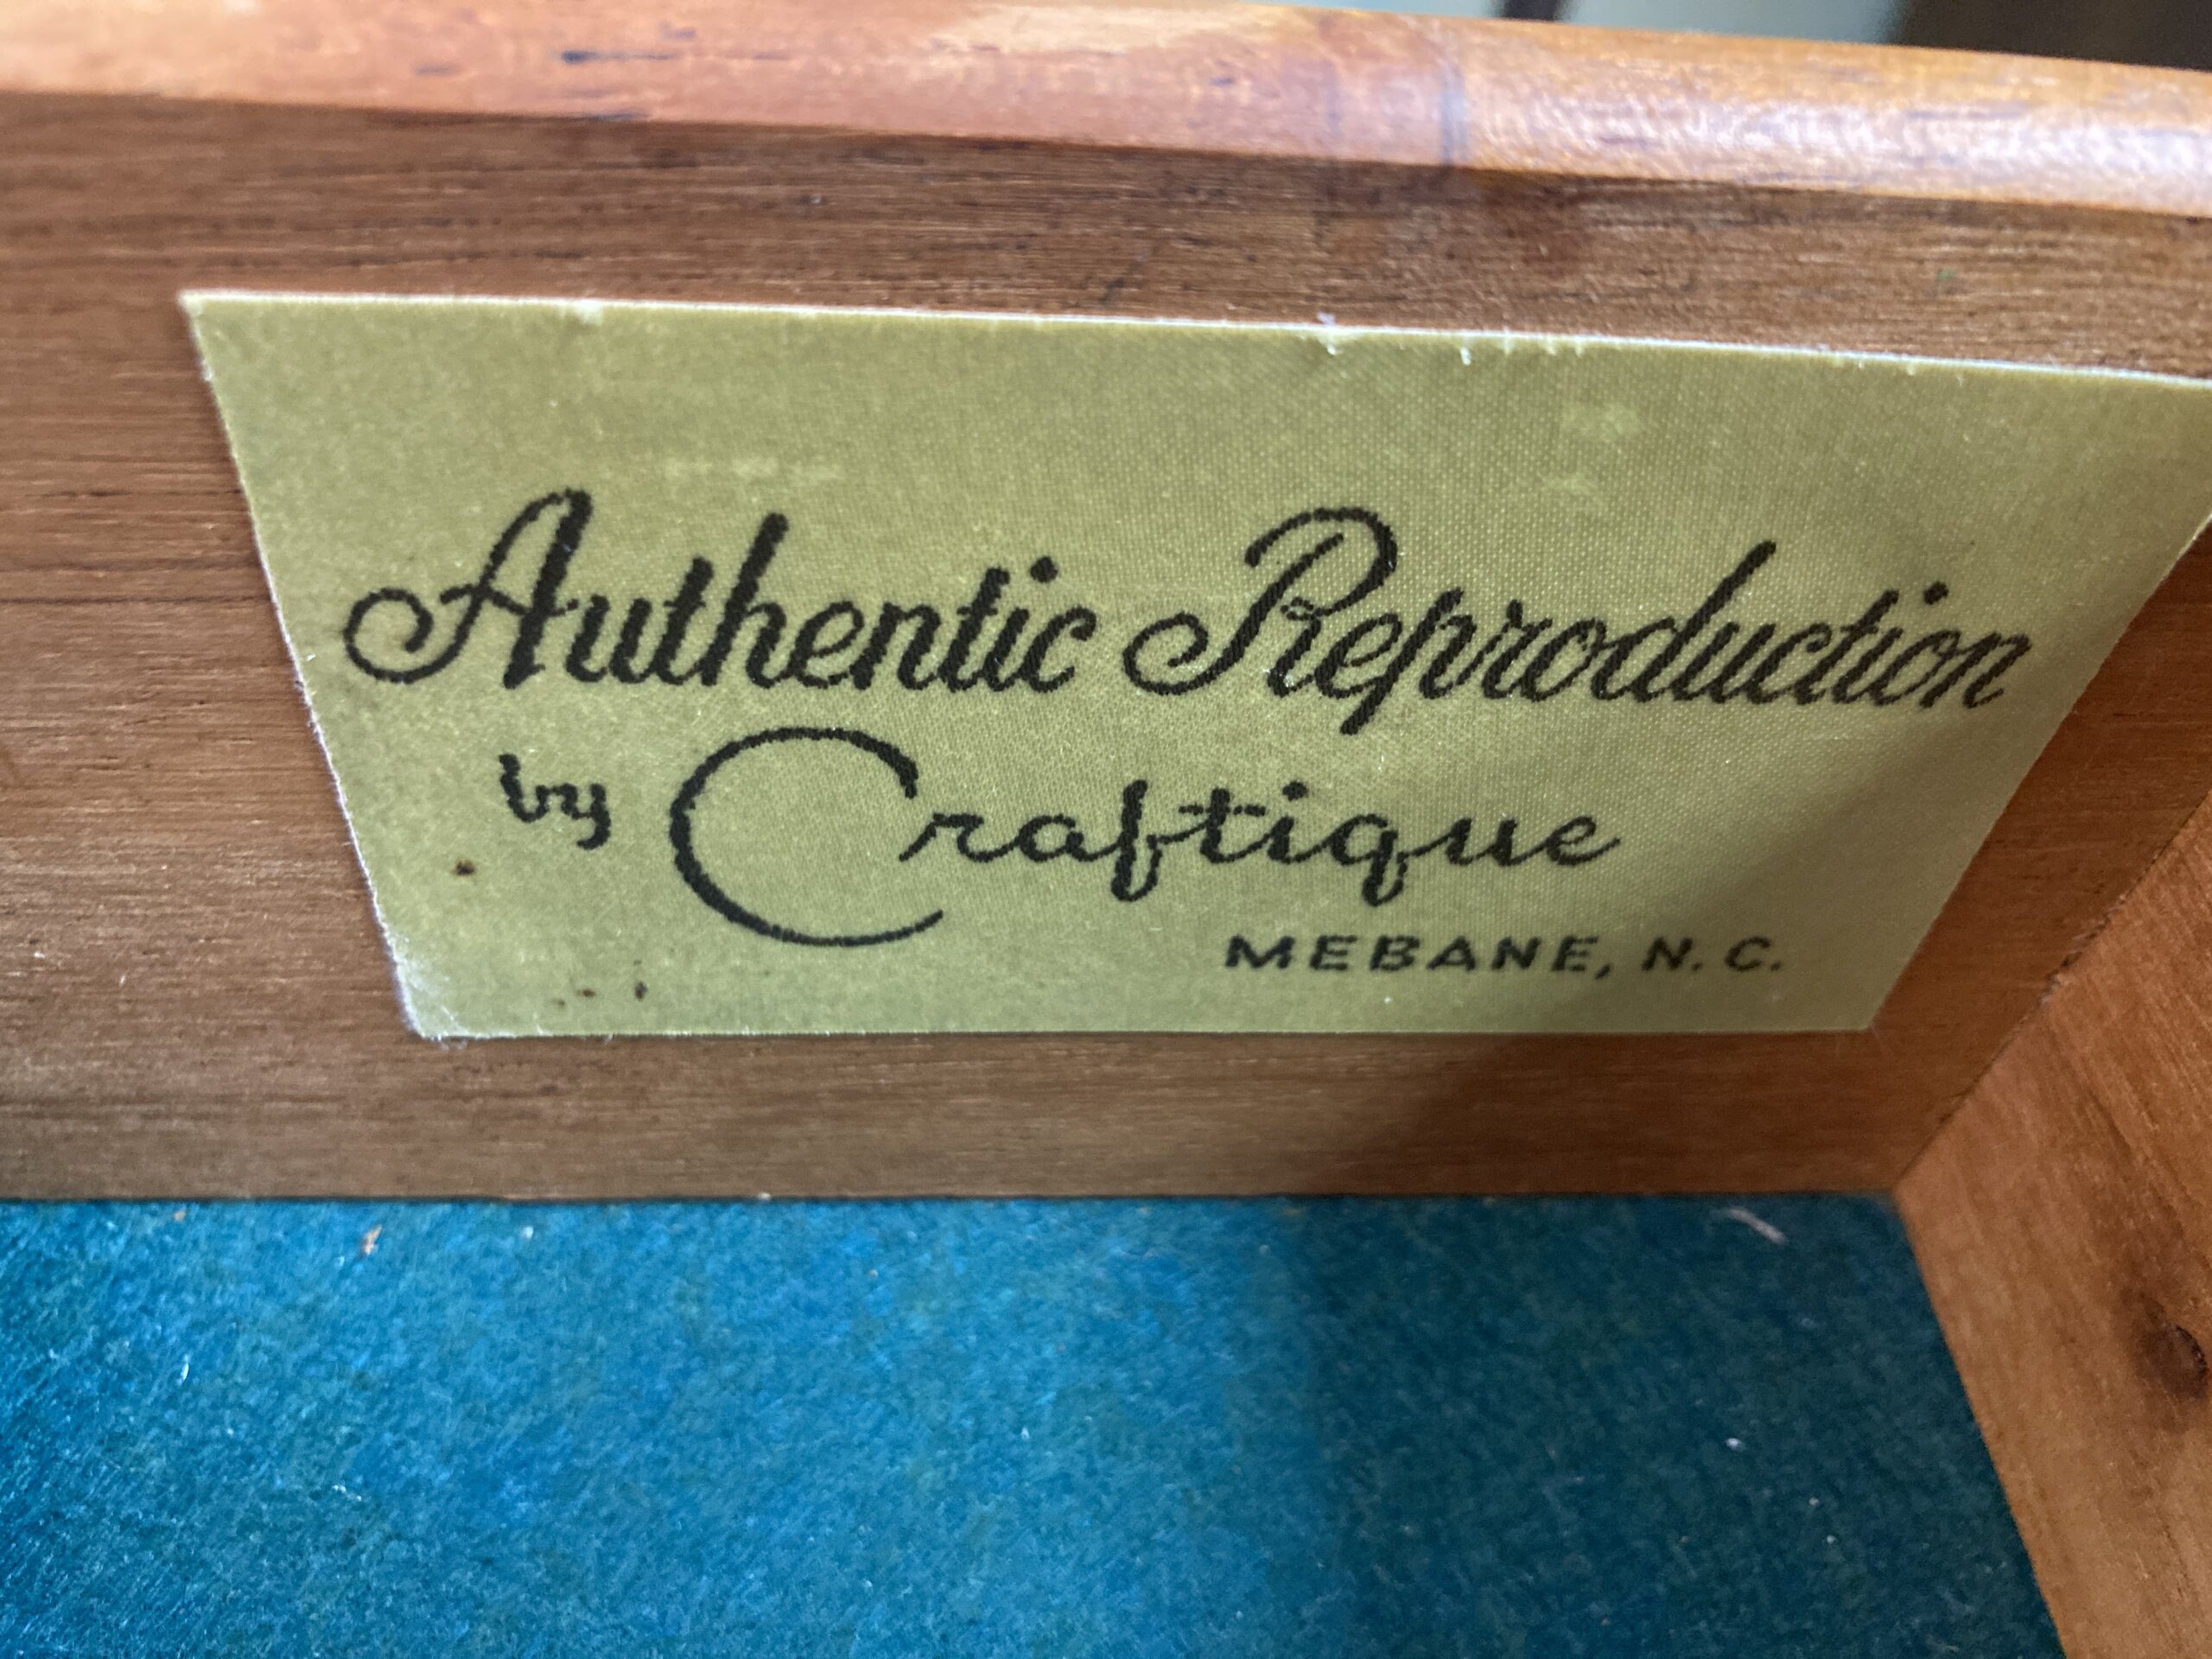 Authentic Reproduction
by Craftique
MEBANE, N. C.